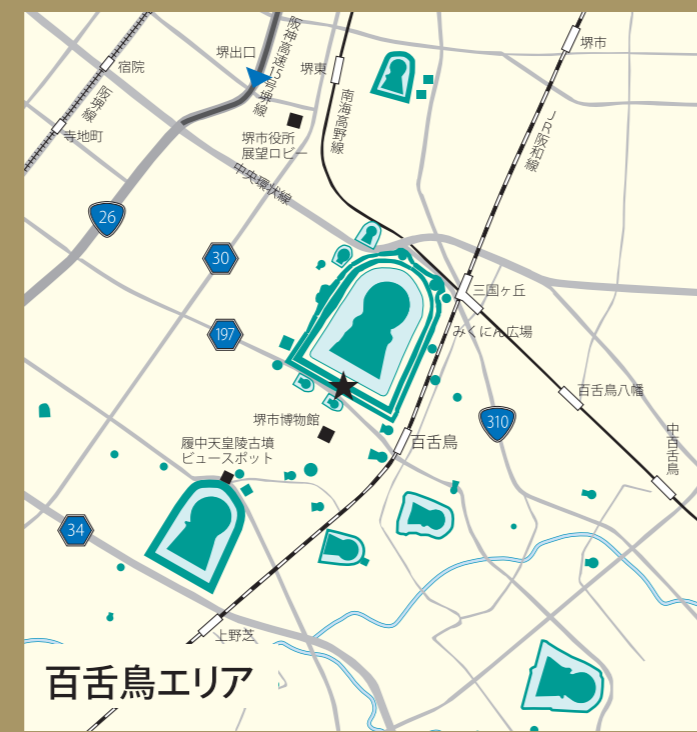 堺市
堺出口
阪神高速15号堺線
堺東
宿院
阪堺線
南海高野線
JR阪和線
寺地町
堺市役所
展望ロビー
中央環状線
26
30
三国ヶ丘
みくにん広場
197
百舌鳥八幡
堺市博物館
310
中百舌鳥
百舌鳥
履中天皇陵古墳
ビュースポット
34
上野芝
百舌鳥エリア